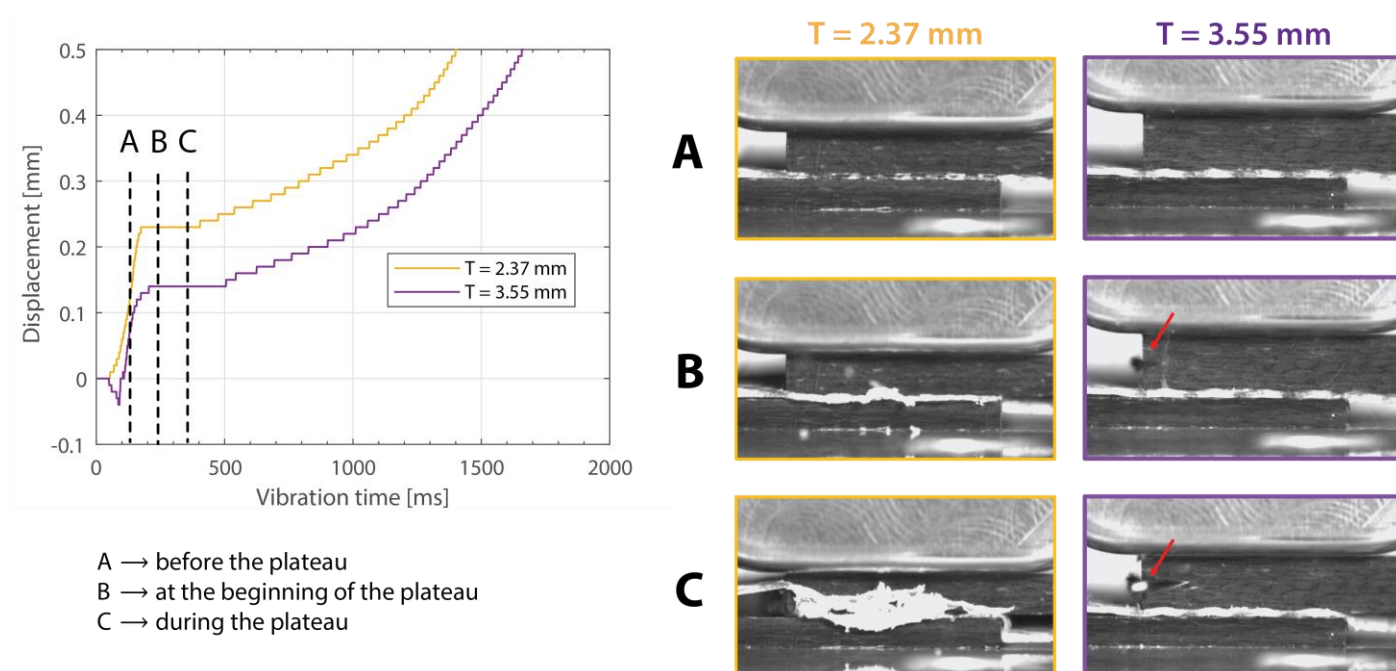 T = 2.37 mm
T = 3.55 mm
0.5
0.4
0.3
0.2
0.1
0
-0.1
Displacement [mm]
A B C
T = 2.37 mm
T = 3.55 mm
0 500 1000 1500 2000
Vibration time [ms]
A → before the plateau
B → at the beginning of the plateau
C → during the plateau
A
B
C